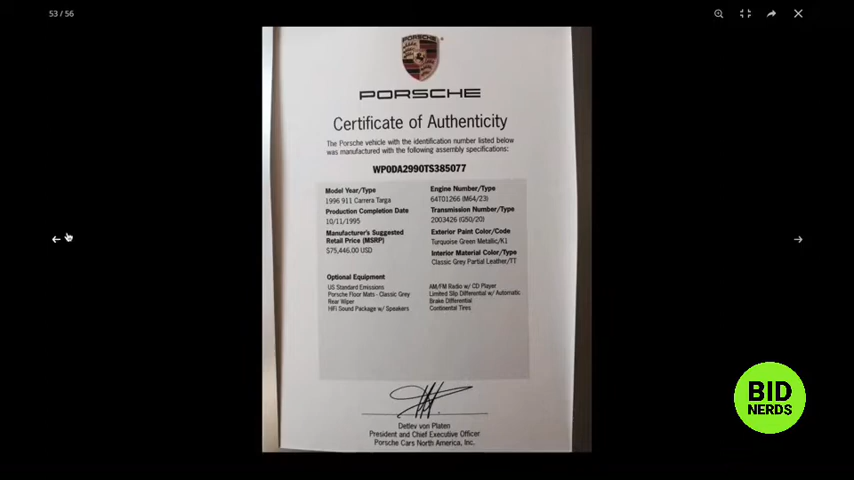 53 / 56
PORSCHE
PORSCHE
Certificate of Authenticity
The Porsche vehicle with the identification number listed below
was manufactured with the following assembly specifications:
WP0DA2990TS385077
Model Year/Type
1996 911 Carrera Targa
Production Completion Date
10/11/1995
Manufacturer's Suggested
Retail Price (MSRP)
$75,446.00 USD
Engine Number/Type
64T01266 (M64/23)
Transmission Number/Type
2003426 (G50/20)
Exterior Paint Color/Code
Turquoise Green Metallic/K1
Interior Material Color/Type
Classic Grey Partial Leather/TT
Optional Equipment
US Standard Emissions
Porsche Floor Mats - Classic Grey
Rear Wiper
HiFi Sound Package w/ Speakers
AM/FM Radio w/ CD Player
Limited Slip Differential w/ Automatic
Brake Differential
Continental Tires
Detlev von Platen
President and Chief Executive Officer
Porsche Cars North America, Inc.
BID
NERDS